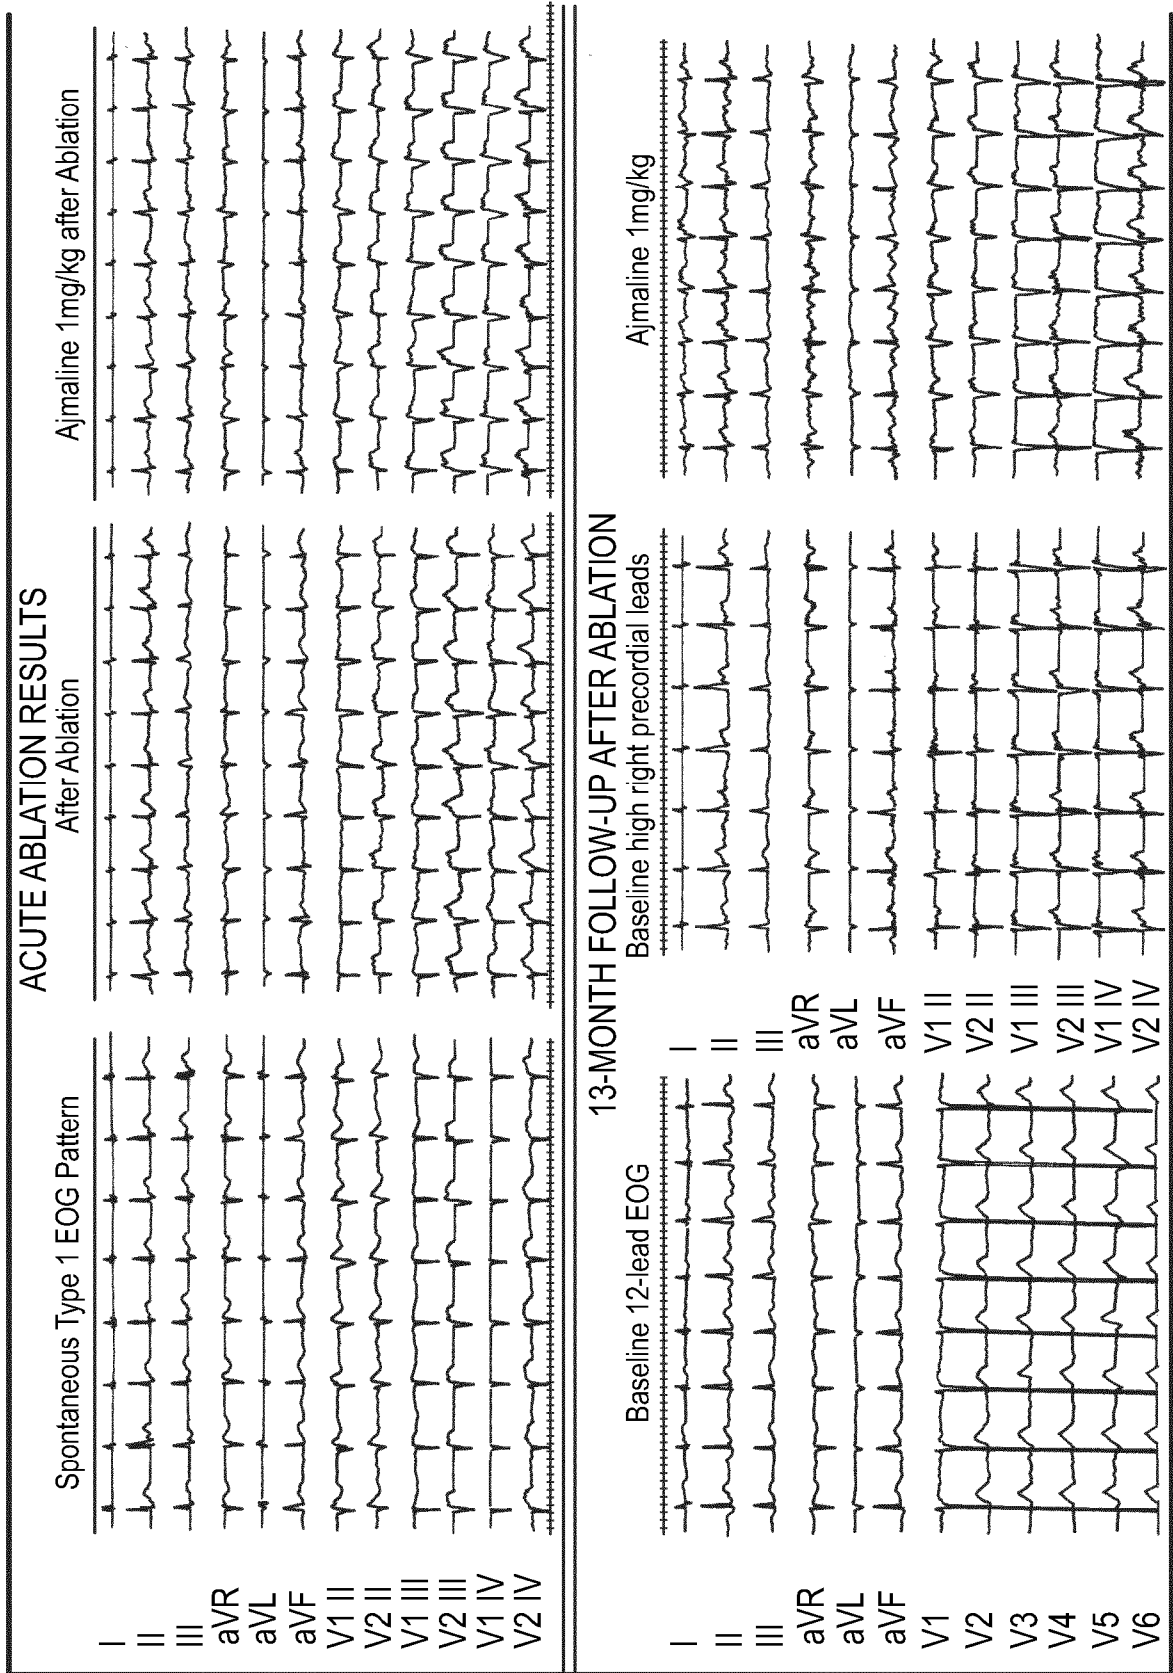 ACUTE ABLATION RESULTS
Spontaneous Type 1 EOG Pattern
After Ablation
Ajmaline 1mg/kg after Ablation
I
II
III
aVR
aVL
aVF
V1 II
V2 II
V1 III
V2 III
V1 IV
V2 IV
13-MONTH FOLLOW-UP AFTER ABLATION
Baseline 12-lead EOG
Baseline high right precordial leads
Ajmaline 1mg/kg
I
II
III
aVR
aVL
aVF
V1
V2
V3
V4
V5
V6
I
II
III
aVR
aVL
aVF
V1 II
V2 II
V1 III
V2 III
V1 IV
V2 IV